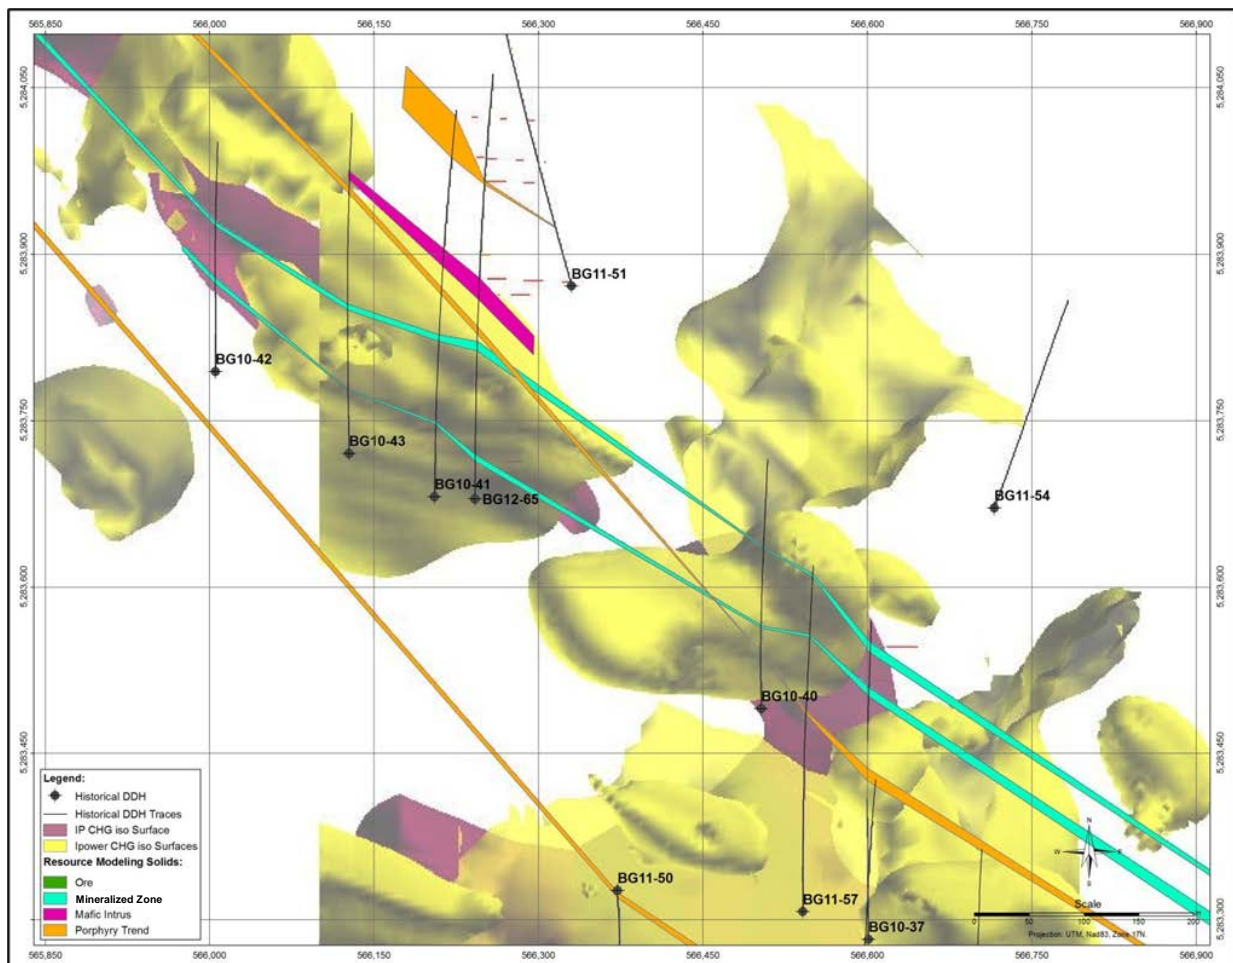 565,850 566,000 566,150 566,300 566,450 566,600 566,750 566,900
5,284,050 5,284,050
5,283,900 5,283,900
BG11-51
BG10-42
5,283,750 5,283,750
BG10-43
BG10-41
BG12-65
BG11-54
5,283,600 5,283,600
BG10-40
5,283,450 5,283,450
Legend:
Historical DDH
Historical DDH Traces
IP CHG iso Surface
Ipower CHG iso Surfaces
Resource Modeling Solids:
Ore
Mineralized Zone
Mafic Intrus
Porphyry Trend
BG11-50
BG11-57
BG10-37
N
W E
S
Scale
0 50 100 150 200
Projection: UTM, Nad83, Zone 17N.
5,283,300 5,283,300
565,850 566,000 566,150 566,300 566,450 566,600 566,750 566,900